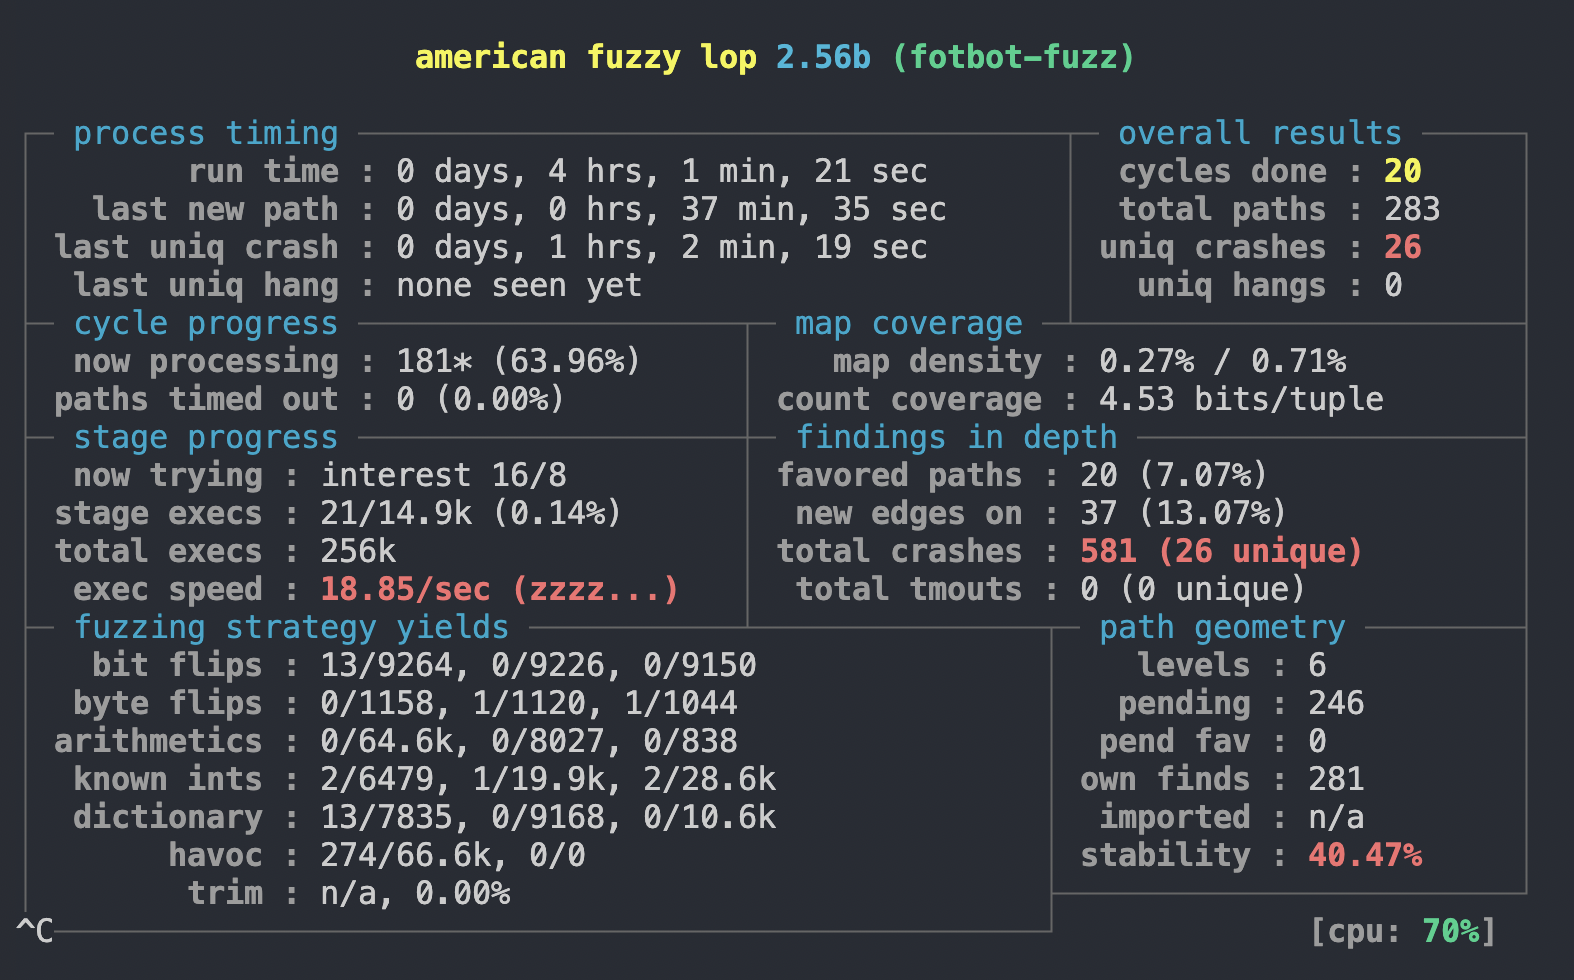 american fuzzy lop 2.56b (fotbot-fuzz)
process timing
run time : 0 days, 4 hrs, 1 min, 21 sec
last new path : 0 days, 0 hrs, 37 min, 35 sec
last uniq crash : 0 days, 1 hrs, 2 min, 19 sec
last uniq hang : none seen yet
overall results
cycles done : 20
total paths : 283
uniq crashes : 26
uniq hangs : 0
cycle progress
now processing : 181* (63.96%)
paths timed out : 0 (0.00%)
map coverage
map density : 0.27% / 0.71%
count coverage : 4.53 bits/tuple
stage progress
now trying : interest 16/8
stage execs : 21/14.9k (0.14%)
total execs : 256k
exec speed : 18.85/sec (zzzz...)
findings in depth
favored paths : 20 (7.07%)
new edges on : 37 (13.07%)
total crashes : 581 (26 unique)
total tmouts : 0 (0 unique)
fuzzing strategy yields
bit flips : 13/9264, 0/9226, 0/9150
byte flips : 0/1158, 1/1120, 1/1044
arithmetics : 0/64.6k, 0/8027, 0/838
known ints : 2/6479, 1/19.9k, 2/28.6k
dictionary : 13/7835, 0/9168, 0/10.6k
havoc : 274/66.6k, 0/0
trim : n/a, 0.00%
path geometry
levels : 6
pending : 246
pend fav : 0
own finds : 281
imported : n/a
stability : 40.47%
^C
[cpu: 70%]